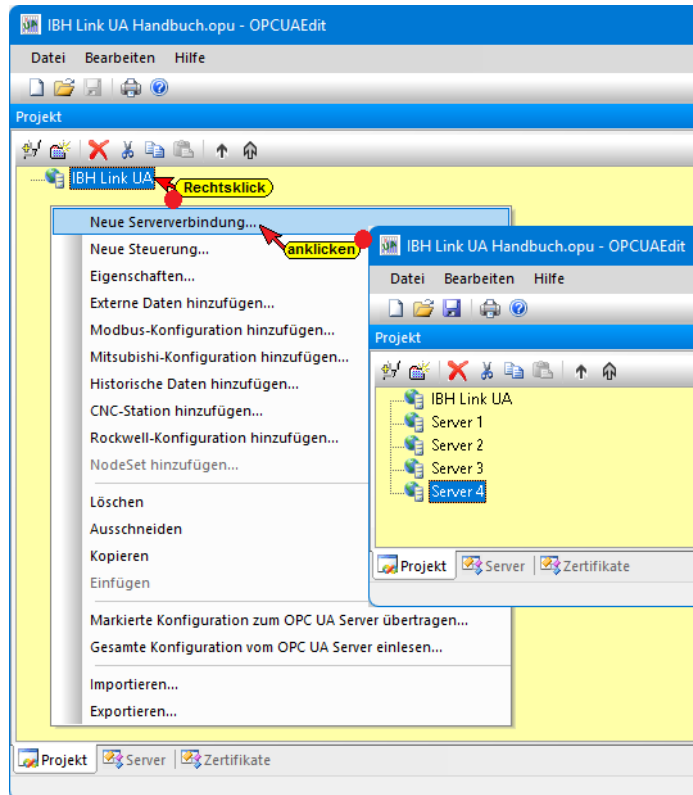 IBH Link UA Handbuch.opu - OPCUAEdit
Datei Bearbeiten Hilfe
Projekt
IBH Link UA
Rechtsklick
Neue Serververbindung...
anklicken
Neue Steuerung...
Eigenschaften...
Externe Daten hinzufügen...
Modbus-Konfiguration hinzufügen...
Mitsubishi-Konfiguration hinzufügen...
Historische Daten hinzufügen...
CNC-Station hinzufügen...
Rockwell-Konfiguration hinzufügen...
NodeSet hinzufügen...
Löschen
Ausschneiden
Kopieren
Einfügen
Markierte Konfiguration zum OPC UA Server übertragen...
Gesamte Konfiguration vom OPC UA Server einlesen...
Importieren...
Exportieren...
Projekt Server Zertifikate
IBH Link UA Handbuch.opu - OPCUAEdit
Datei Bearbeiten Hilfe
Projekt
IBH Link UA
Server 1
Server 2
Server 3
Server 4
Projekt Server Zertifikate